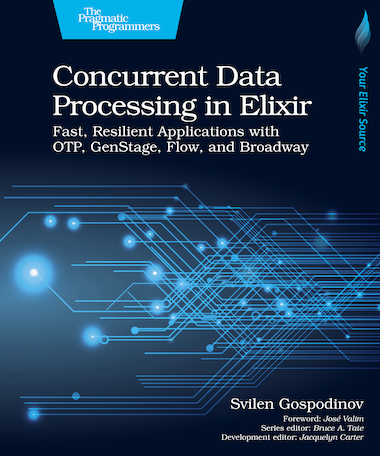 The
Pragmatic
Programmers
Your Elixir Source
Concurrent Data
Processing in Elixir
Fast, Resilient Applications with
OTP, GenStage, Flow, and Broadway
Svilen Gospodinov
Foreword: José Valim
Series editor: Bruce A. Tate
Development editor: Jacquelyn Carter